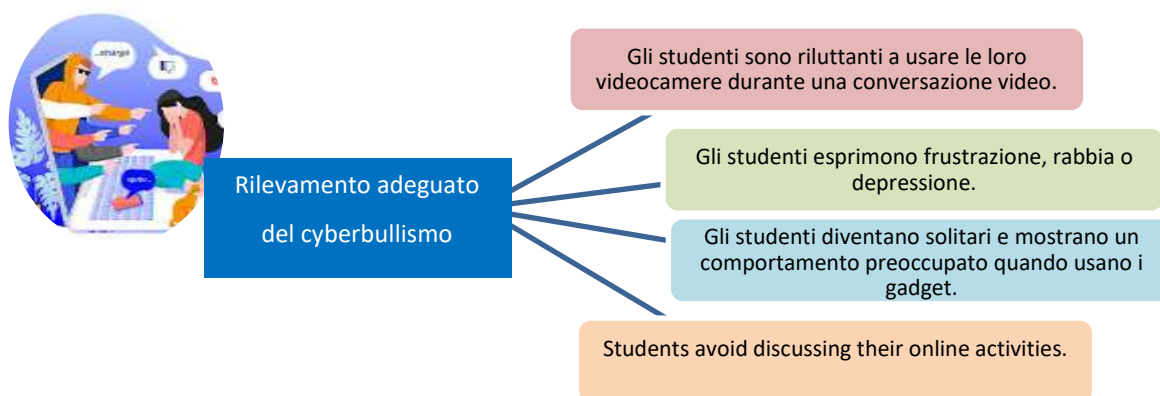 Rilevamento adeguato
del cyberbullismo
Gli studenti sono riluttanti a usare le loro
videocamere durante una conversazione video.
Gli studenti esprimono frustrazione, rabbia o
depressione.
Gli studenti diventano solitari e mostrano un
comportamento preoccupato quando usano i
gadget.
Students avoid discussing their online activities.